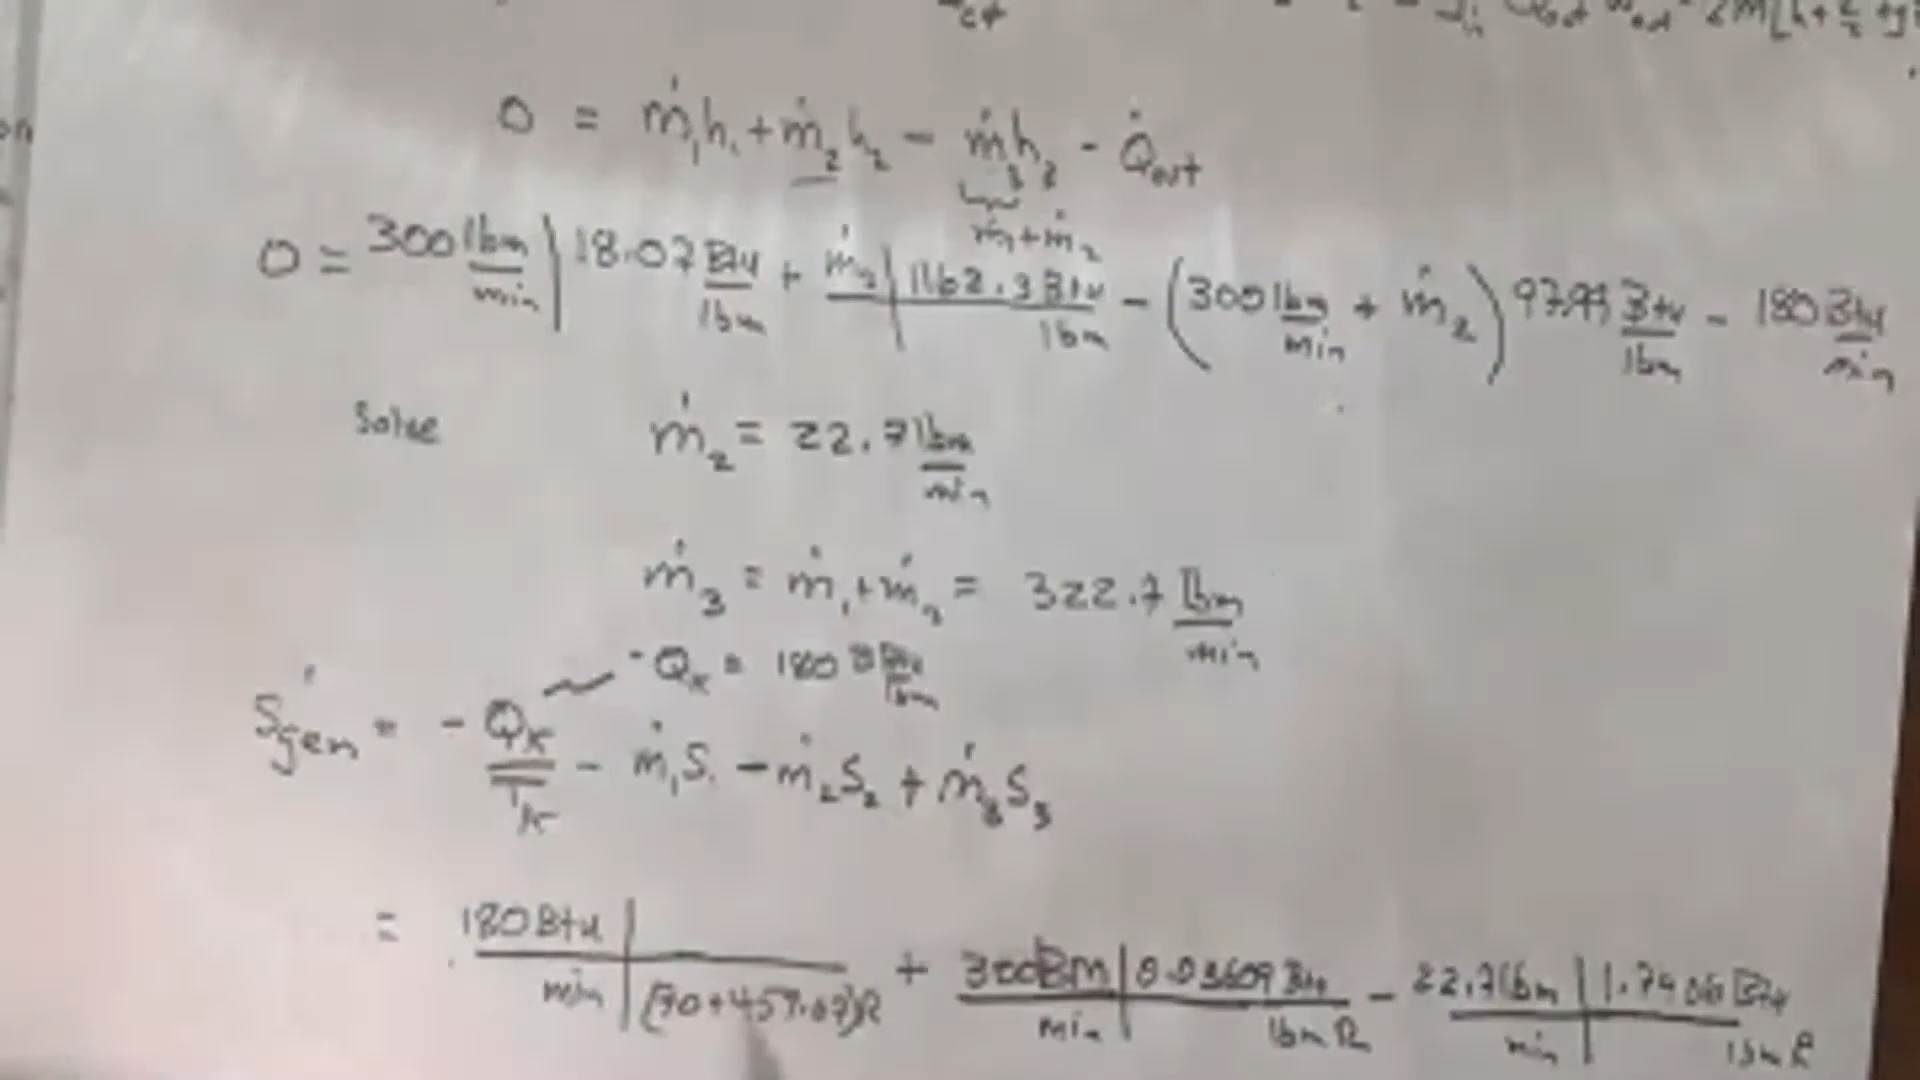 0 = ṁ₁h₁ + ṁ₂h₂ - ṁ₃h₃ - Q̇out
ṁ₁+ṁ₂
0 = 300 lbm/min | 18.07 Btu/lbm + ṁ₂ | 1162.3 Btu/lbm - (300 lbm/min + ṁ₂) 97.99 Btu/lbm - 180 Btu/min
Solve ṁ₂ = 22.7 lbm/min
ṁ₃ = ṁ₁+ṁ₂ = 322.7 lbm/min
-Qₖ = 180 Btu/lbm
Ṡgen = - Qₖ/Tₖ - ṁ₁S₁ - ṁ₂S₂ + ṁ₃S₃
= 180 Btu/min | (70+459.67)R + 300 lbm/min | 0.03609 Btu/lbm R - 22.7 lbm/min | 1.7406 Btu/lbm R